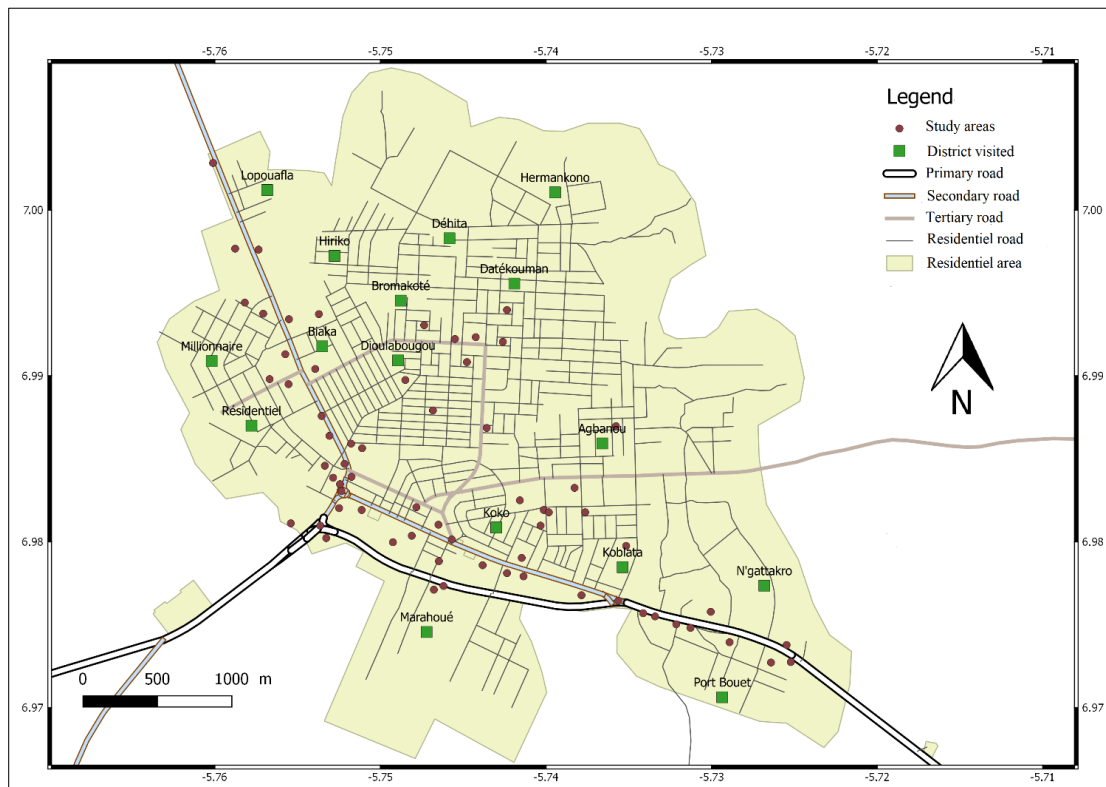 -5.76 -5.75 -5.74 -5.73 -5.72 -5.71
Legend
Study areas
District visited
Primary road
Secondary road
Tertiary road
Residentiel road
Residentiel area
Lopouafla
Hermankono
7.00
7.00
Déhita
Hiriko
Datékouman
Bromakoté
Biaka
Millionnaire
Dioulabougou
6.99
6.99
N
Résidentiel
Agbanou
Koko
6.98
6.98
Koblata
N'gattakro
Marahoué
Port Bouet
0 500 1000 m
6.97
6.97
-5.76 -5.75 -5.74 -5.73 -5.72 -5.71